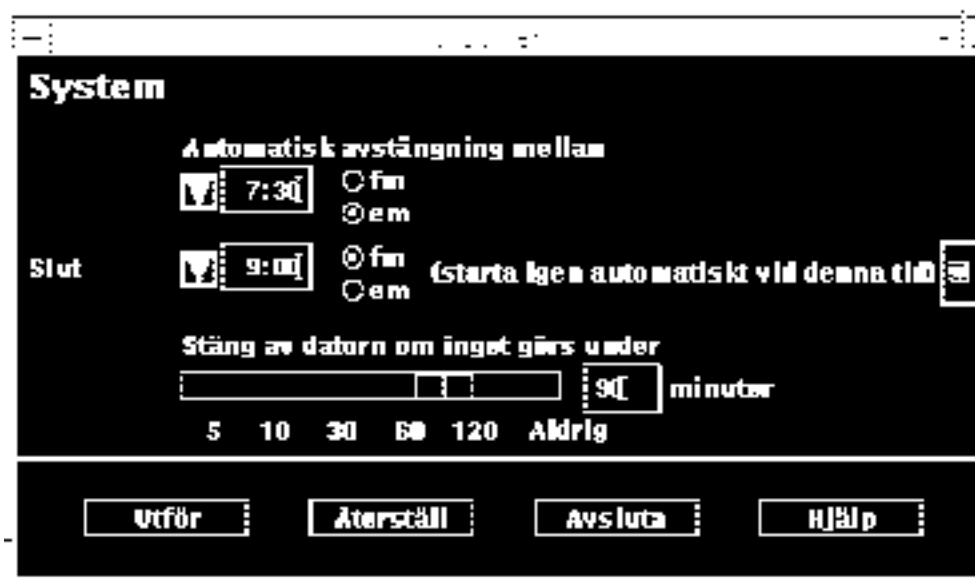 System
Automatisk avstängning mellan
7:30
fm
em
Slut
9:00
fm
em
(starta igen automatiskt vid denna tid)
Stäng av datorn om inget görs under
90 minuter
5 10 30 60 120 Aldrig
Utför Återställ Avsluta Hjälp